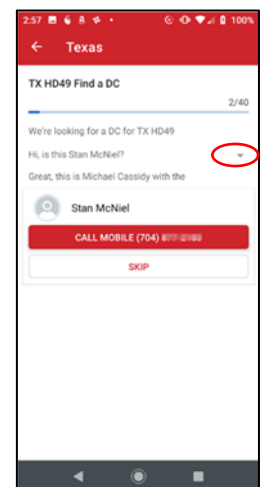 2:57 100%
Texas
TX HD49 Find a DC
2/40
We're looking for a DC for TX HD49
Hi, is this Stan McNiel?
Great, this is Michael Cassidy with the
Stan McNiel
CALL MOBILE (704)
SKIP